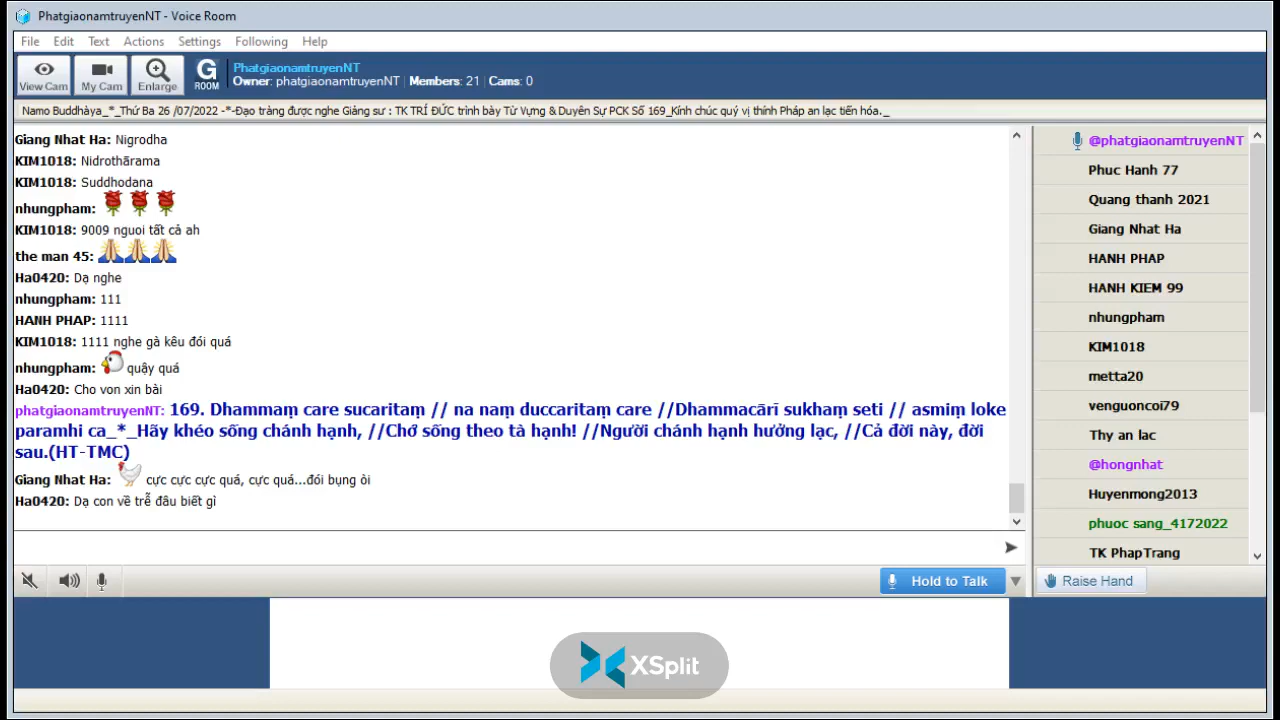 PhatgiaonamtruyenNT - Voice Room
File Edit Text Actions Settings Following Help
View Cam My Cam Enlarge G ROOM
PhatgiaonamtruyenNT
Owner: phatgiaonamtruyenNT | Members: 21 | Cams: 0
Namo Buddhàya_*_Thứ Ba 26 /07/2022 -*-Đạo tràng được nghe Giảng sư : TK TRÍ ĐỨC trình bày Từ Vựng & Duyên Sự PCK Số 169_Kính chúc quý vị thính Pháp an lạc tiến hóa._
Giang Nhat Ha: Nigrodha
KIM1018: Nidrothārama
KIM1018: Suddhodana
nhungpham:
KIM1018: 9009 nguoi tất cả ah
the man 45:
Ha0420: Dạ nghe
nhungpham: 111
HANH PHAP: 1111
KIM1018: 1111 nghe gà kêu đói quá
nhungpham: quậy quá
Ha0420: Cho von xin bài
phatgiaonamtruyenNT: 169. Dhammaṃ care sucaritaṃ // na naṃ duccaritaṃ care //Dhammacārī sukhaṃ seti // asmiṃ loke
paramhi ca_*_Hãy khéo sống chánh hạnh, //Chớ sống theo tà hạnh! //Người chánh hạnh hưởng lạc, //Cả đời này, đời
sau.(HT-TMC)
Giang Nhat Ha: cực cực cực quá, cực quá...đói bụng òi
Ha0420: Dạ con về trễ đâu biết gì
@phatgiaonamtruyenNT
Phuc Hanh 77
Quang thanh 2021
Giang Nhat Ha
HANH PHAP
HANH KIEM 99
nhungpham
KIM1018
metta20
venguoncoi79
Thy an lac
@hongnhat
Huyenmong2013
phuoc sang_4172022
TK PhapTrang
Hold to Talk
Raise Hand
XSplit